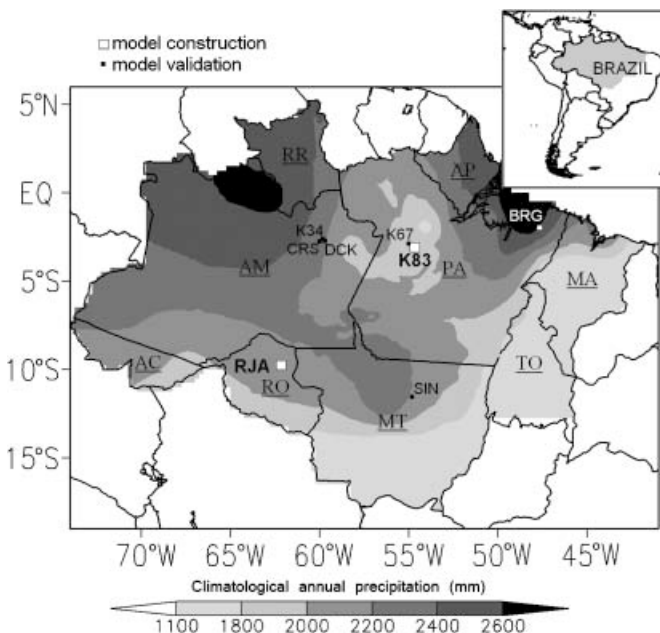 model construction
model validation
BRAZIL
5°N
EQ
5°S
10°S
15°S
RR
AP
BRG
K34
CRS
DCK
K67
K83
AM
PA
MA
AC
RJA
RO
TO
SIN
MT
70°W 65°W 60°W 55°W 50°W 45°W
Climatological annual precipitation (mm)
1100 1800 2000 2200 2400 2600